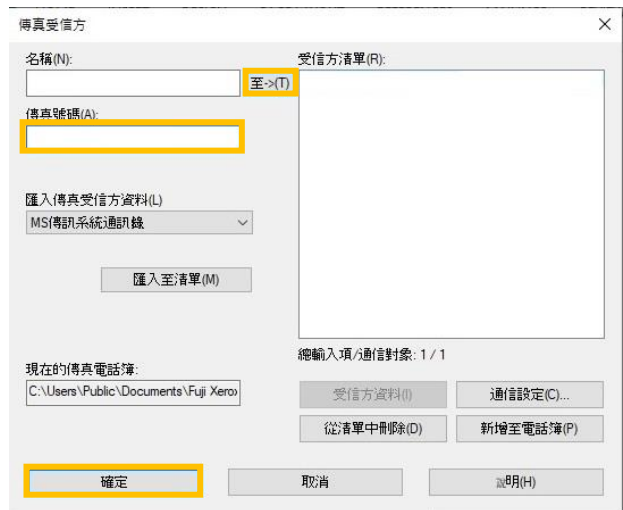 傳真受信方
名稱(N):
至->(T)
傳真號碼(A):
匯入傳真受信方資料(L)
MS傳訊系統通訊錄
匯入至清單(M)
現在的傳真電話簿:
C:\Users\Public\Documents\Fuji Xerox
受信方清單(R):
總輸入項/通信對象: 1 / 1
受信方資料(I)
通信設定(C)...
從清單中刪除(D)
新增至電話簿(P)
確定
取消
說明(H)